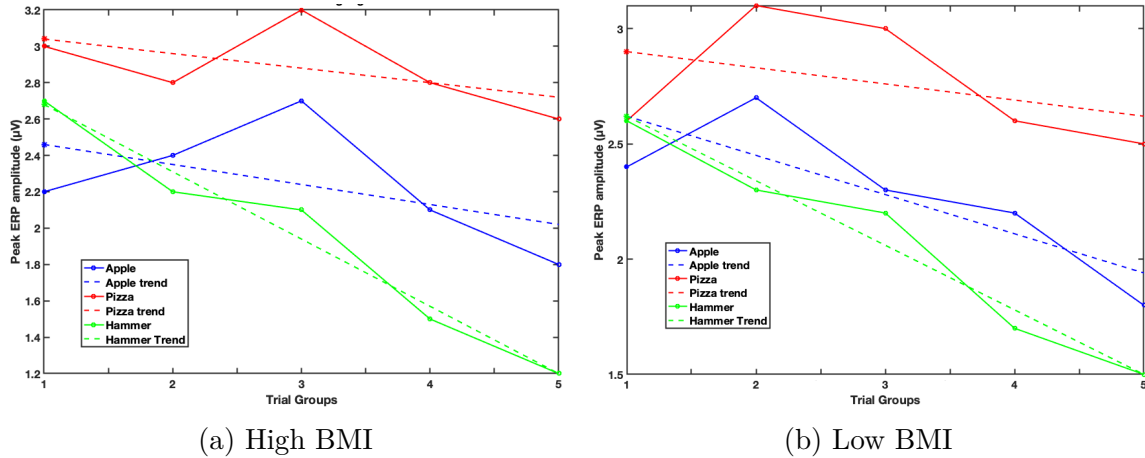 3.2
3
2.8
2.6
2.4
2.2
2
1.8
1.6
1.4
1.2
Peak ERP amplitude (µV)
Apple
Apple trend
Pizza
Pizza trend
Hammer
Hammer Trend
1
2
3
4
5
Trial Groups
(a) High BMI
3
2.5
2
1.5
Peak ERP amplitude (µV)
Apple
Apple trend
Pizza
Pizza trend
Hammer
Hammer Trend
1
2
3
4
5
Trial Groups
(b) Low BMI